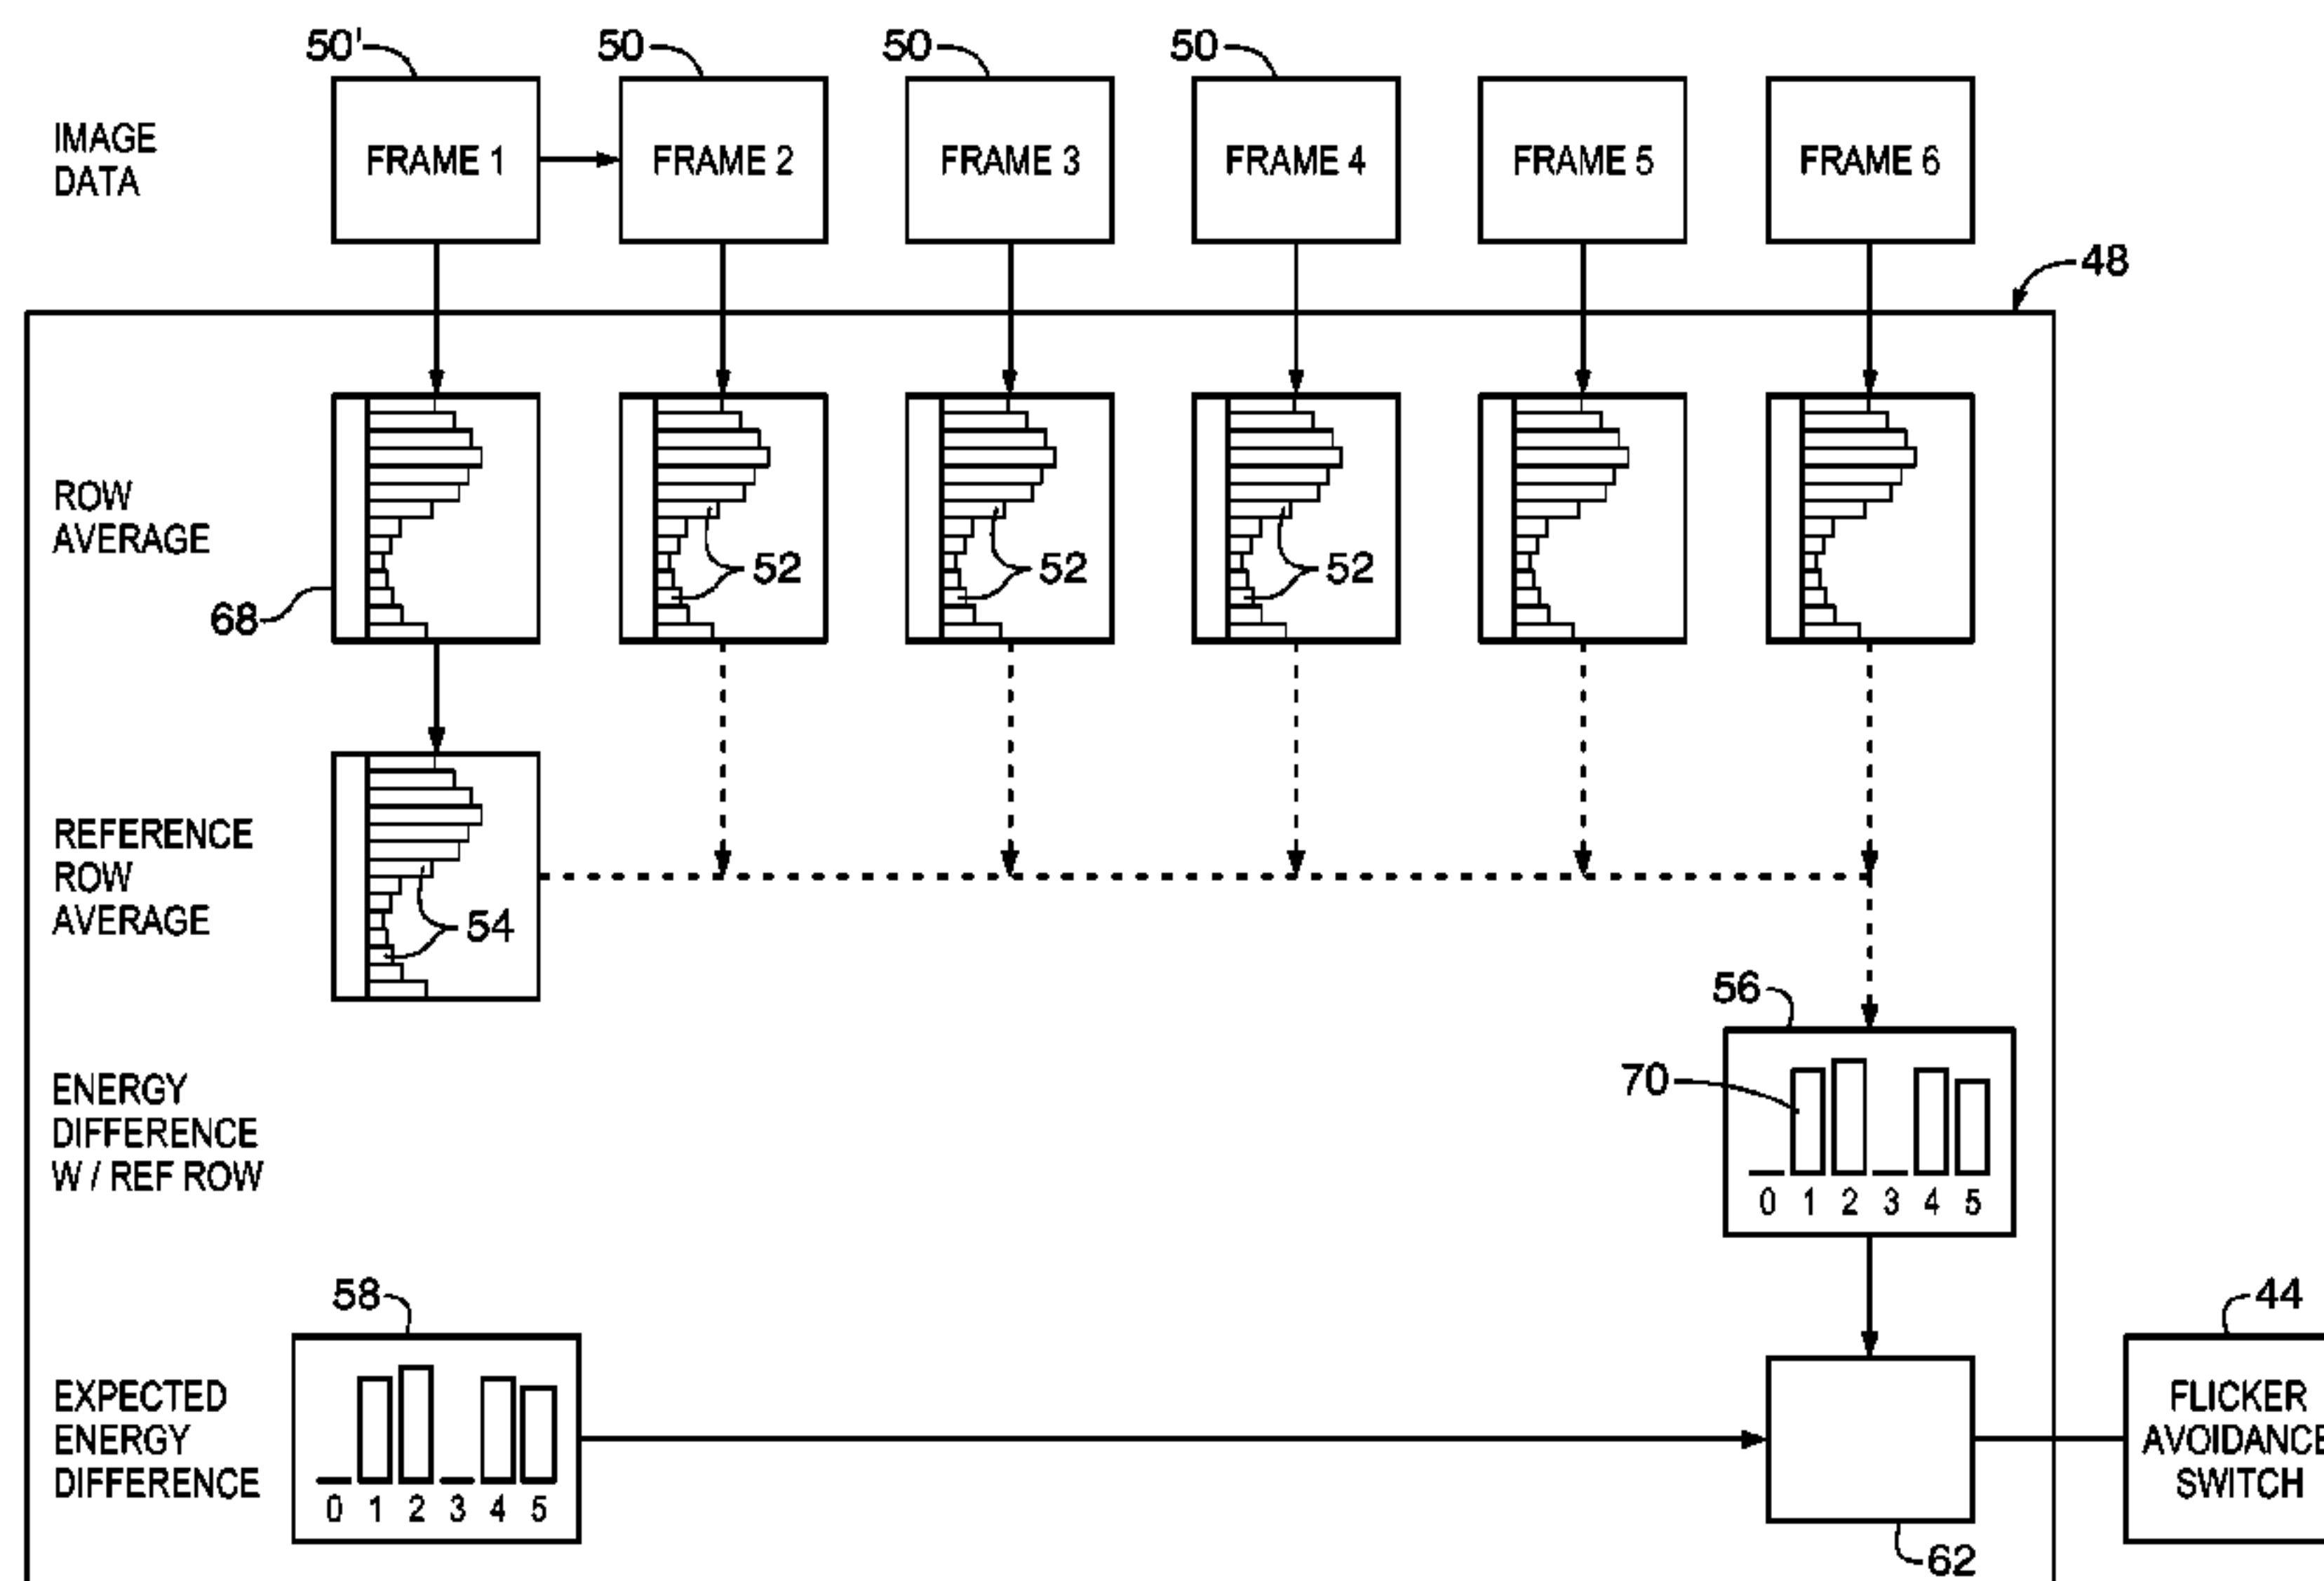 50' 50 50 50
IMAGE
DATA
FRAME 1 FRAME 2 FRAME 3 FRAME 4 FRAME 5 FRAME 6
48
ROW
AVERAGE
52 52 52
68
REFERENCE
ROW
AVERAGE
54
56
ENERGY
DIFFERENCE
W / REF ROW
70
0 1 2 3 4 5
58
44
EXPECTED
ENERGY
DIFFERENCE
0 1 2 3 4 5
FLICKER
AVOIDANCE
SWITCH
62